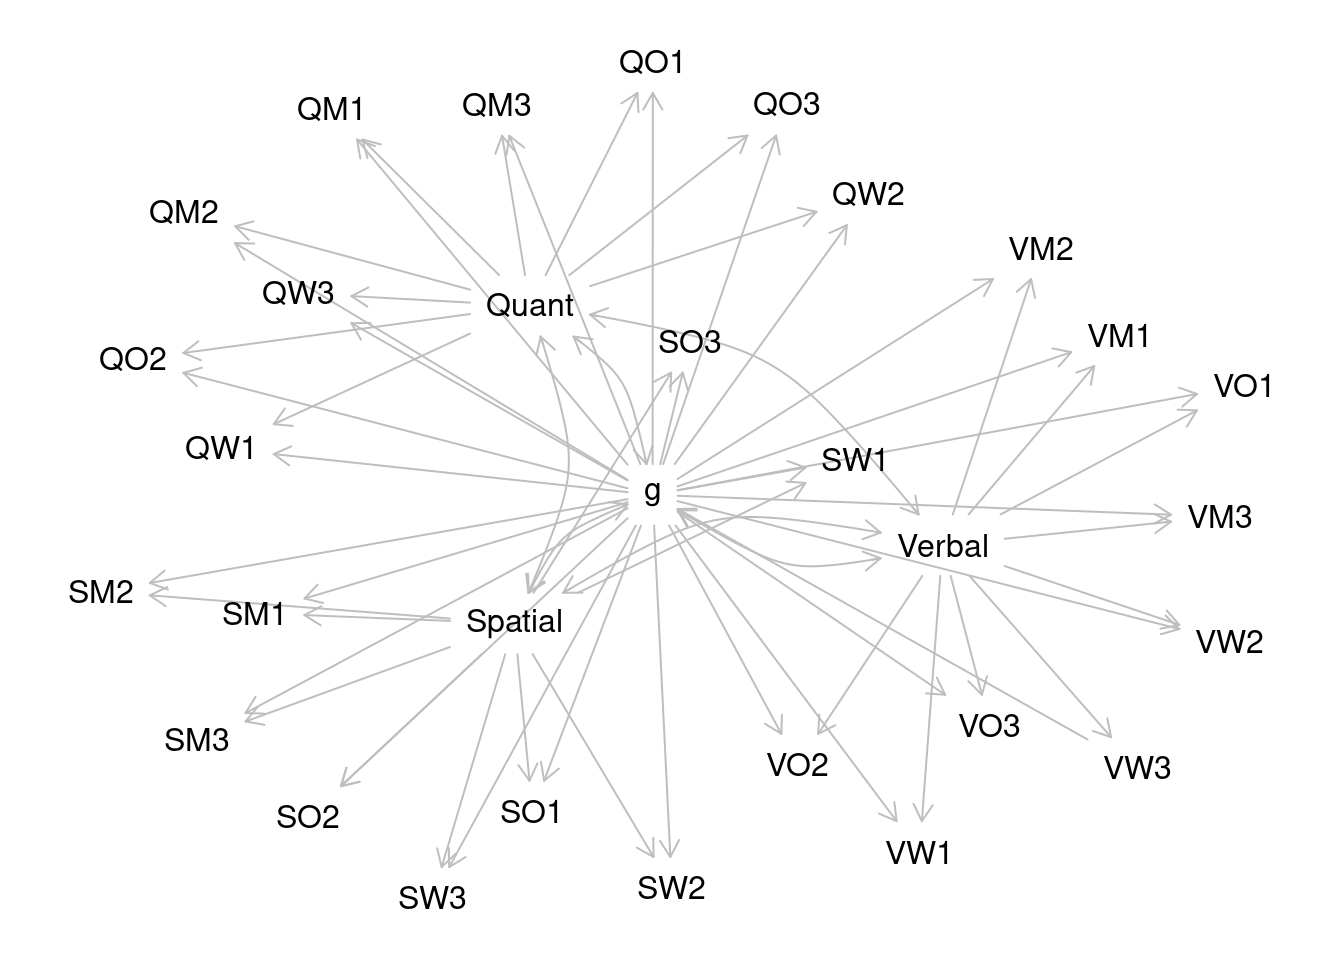 QO1
QM3
QO3
QM1
QW2
QM2
VM2
QW3
Quant
VM1
SO3
QO2
VO1
QW1
SW1
g
VM3
Verbal
SM2
SM1
Spatial
VW2
VO3
SM3
VO2
VW3
SO1
SO2
VW1
SW2
SW3